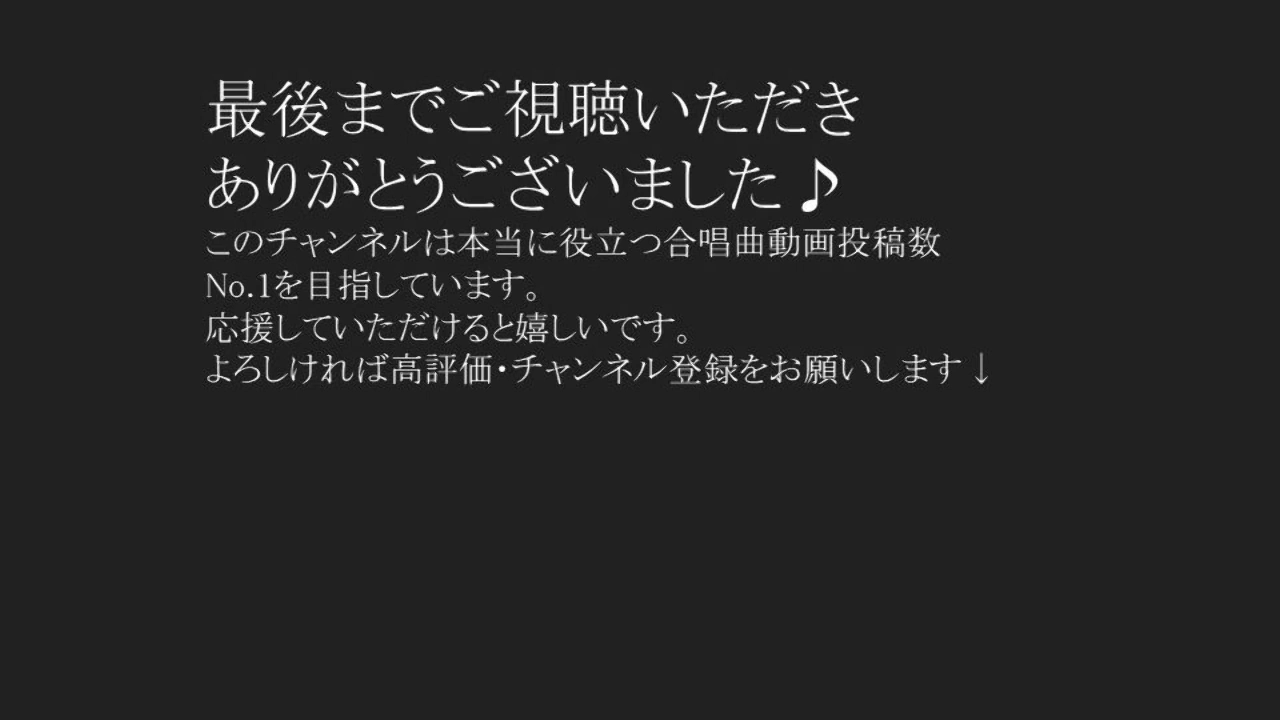 最後までご視聴いただき
ありがとうございました♪
このチャンネルは本当に役立つ合唱曲動画投稿数
No.1を目指しています。
応援していただけると嬉しいです。
よろしければ高評価・チャンネル登録をお願いします↓